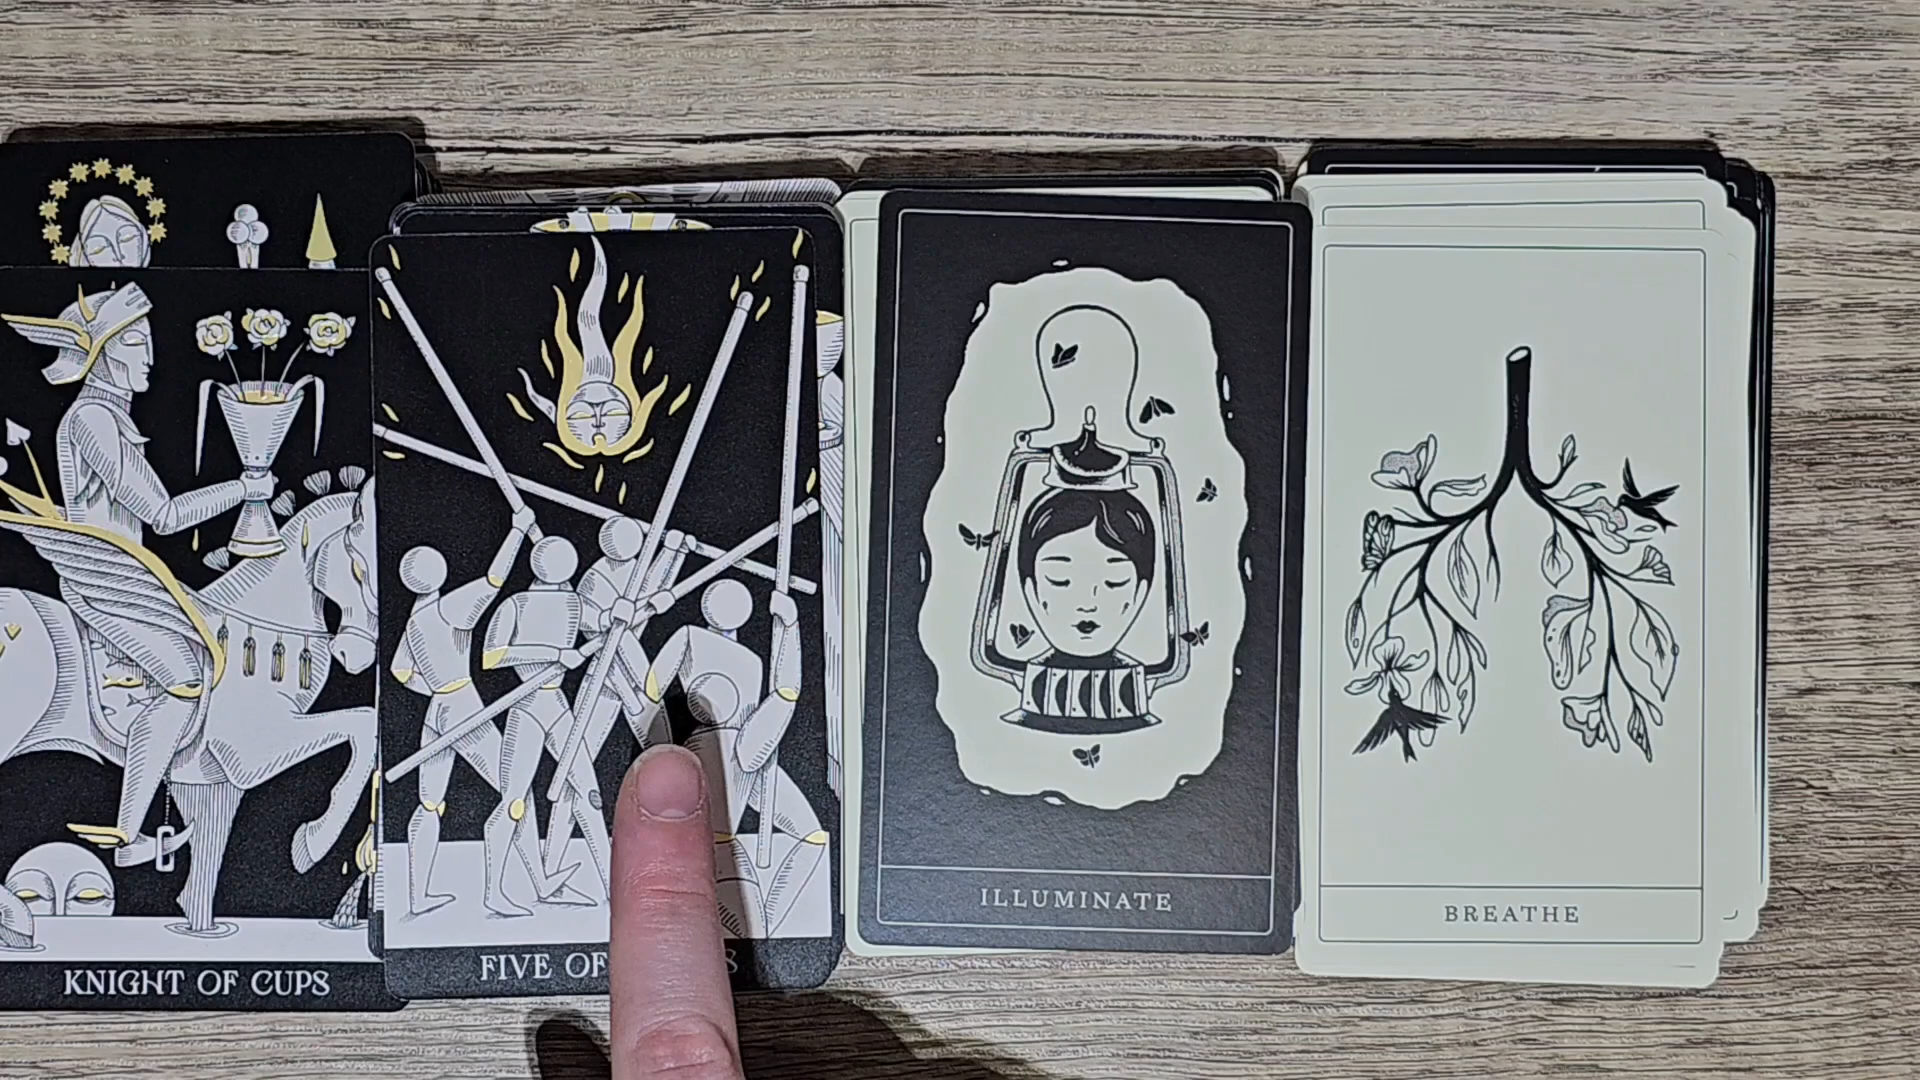 KNIGHT OF CUPS
FIVE OF
ILLUMINATE
BREATHE